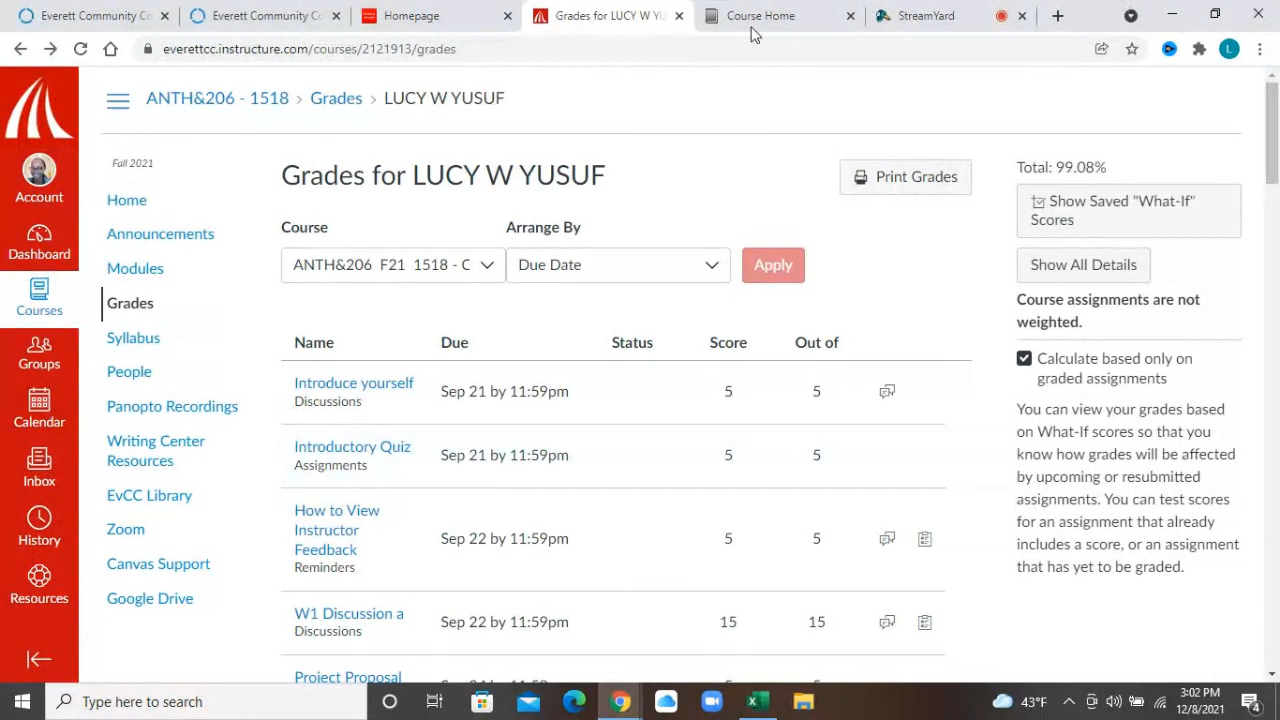 Everett Community C
Everett Community C
Homepage
Grades for LUCY W YU
Course Home
StreamYard
everettcc.instructure.com/courses/2121913/grades
L
ANTH&206 - 1518 > Grades > LUCY W YUSUF
Account
Dashboard
Courses
Groups
Calendar
Inbox
History
Resources
Fall 2021
Home
Announcements
Modules
Grades
Syllabus
People
Panopto Recordings
Writing Center
Resources
EvCC Library
Zoom
Canvas Support
Google Drive
Grades for LUCY W YUSUF
Print Grades
Course
Arrange By
ANTH&206 F21 1518 - C
Due Date
Apply
Name Due Status Score Out of
Introduce yourself
Discussions
Sep 21 by 11:59pm 5 5
Introductory Quiz
Assignments
Sep 21 by 11:59pm 5 5
How to View
Instructor
Feedback
Reminders
Sep 22 by 11:59pm 5 5
W1 Discussion a
Discussions
Sep 22 by 11:59pm 15 15
Project Proposal
Total: 99.08%
Show Saved "What-If"
Scores
Show All Details
Course assignments are not
weighted.
Calculate based only on
graded assignments
You can view your grades based
on What-If scores so that you
know how grades will be affected
by upcoming or resubmitted
assignments. You can test scores
for an assignment that already
includes a score, or an assignment
that has yet to be graded.
Type here to search
43°F
3:02 PM
12/8/2021
4